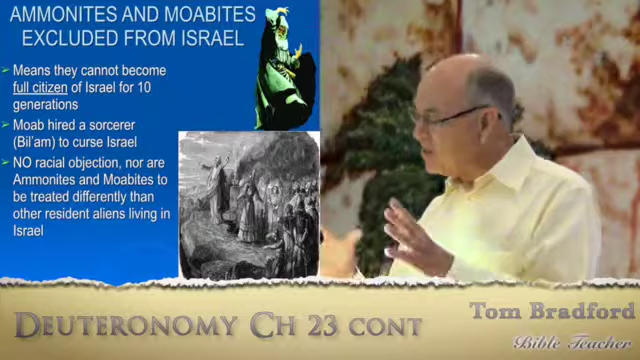 AMMONITES AND MOABITES
EXCLUDED FROM ISRAEL
➢ Means they cannot become
full citizen of Israel for 10
generations
➢ Moab hired a sorcerer
(Bil'am) to curse Israel
➢ NO racial objection, nor are
Ammonites and Moabites to
be treated differently than
other resident aliens living in
Israel
DEUTERONOMY CH 23 CONT
Tom Bradford
Bible Teacher